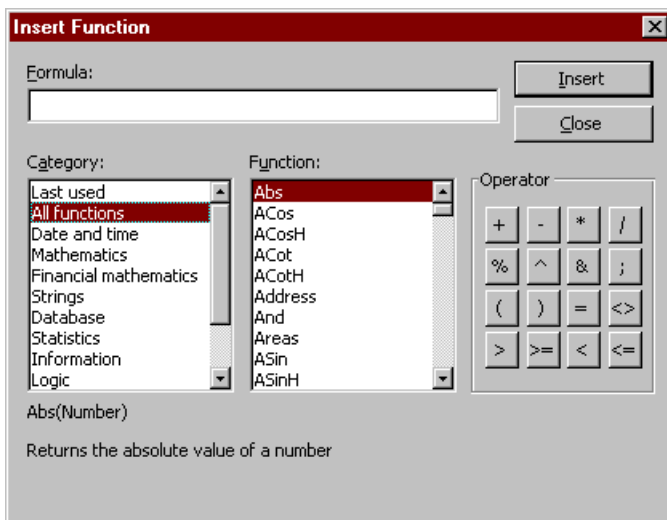 Insert Function
Formula:
Insert
Close
Category:
Last used
All functions
Date and time
Mathematics
Financial mathematics
Strings
Database
Statistics
Information
Logic
Function:
Abs
ACos
ACosH
ACot
ACotH
Address
And
Areas
ASin
ASinH
Operator
+ - * /
% ^ & ;
( ) = <>
> >= < <=
Abs(Number)
Returns the absolute value of a number